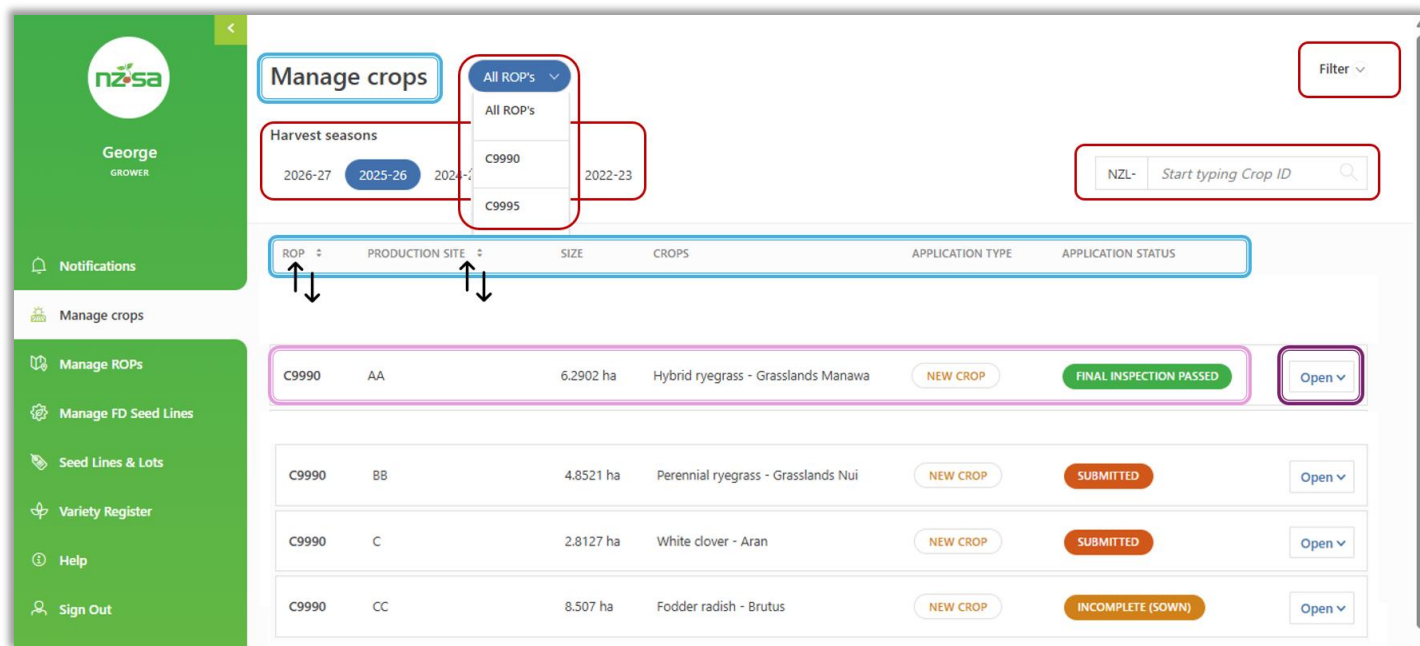 nzsa
George
GROWER
Notifications
Manage crops
Manage ROPs
Manage FD Seed Lines
Seed Lines & Lots
Variety Register
Help
Sign Out
Manage crops
All ROP's
All ROP's
C9990
C9995
Filter
Harvest seasons
2026-27 2025-26 2024-2 2022-23
NZL- Start typing Crop ID
ROP PRODUCTION SITE SIZE CROPS APPLICATION TYPE APPLICATION STATUS
C9990 AA 6.2902 ha Hybrid ryegrass - Grasslands Manawa NEW CROP FINAL INSPECTION PASSED Open
C9990 BB 4.8521 ha Perennial ryegrass - Grasslands Nui NEW CROP SUBMITTED Open
C9990 C 2.8127 ha White clover - Aran NEW CROP SUBMITTED Open
C9990 CC 8.507 ha Fodder radish - Brutus NEW CROP INCOMPLETE (SOWN) Open